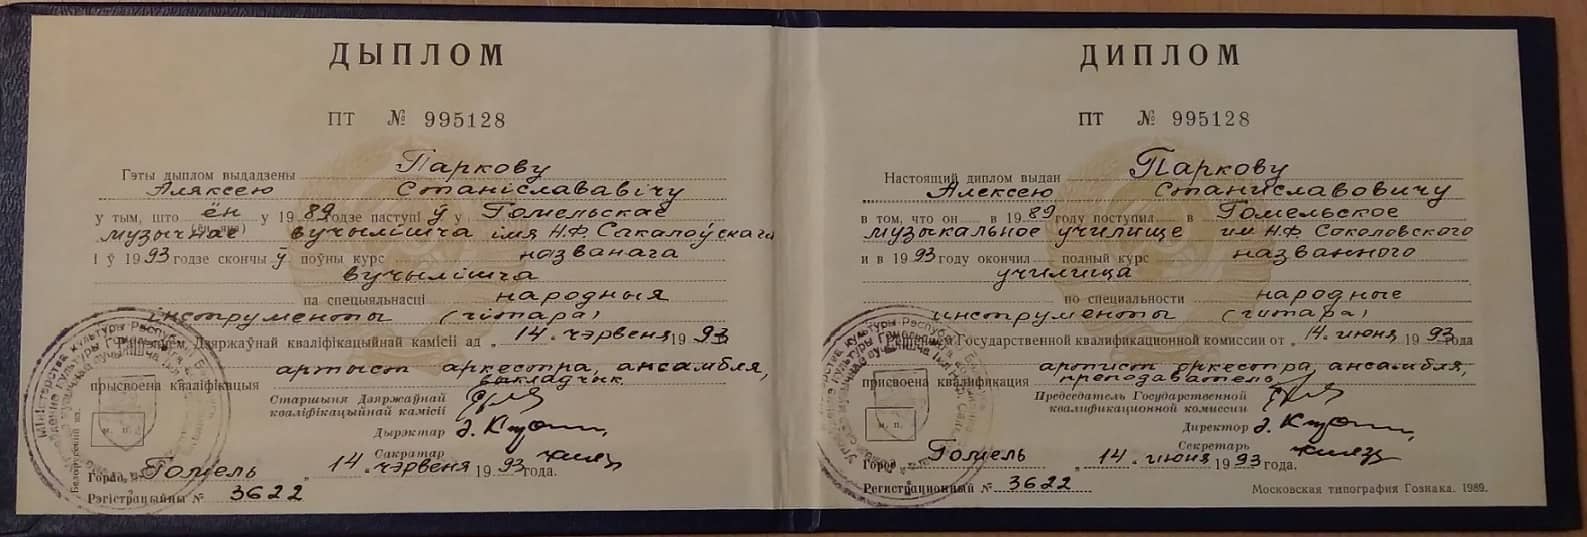 ДЫПЛОМ
ПТ № 995128
Гэты дыплом выдадзены Паркову
Аляксею Станіслававічу
у тым, што ён у 1989 годзе паступі ў у Гомельскае
(ён, яна)
музычнае вучылішча імя Н.Ф. Сакалоўскага
і ў 1993 годзе скончы ў поўны курс названага
вучылішча
па спецыяльнасці народныя
інструменты (гітара)
Рашэннем Дзяржаўнай кваліфікацыйнай камісіі ад „14. чэрвеня 1993
прысвоена кваліфікацыя артыст аркестра, ансамбля,
выкладчык
Старшыня Дзяржаўнай
кваліфікацыйнай камісіі
Дырэктар
Сакратар
м. п.
Горад Гомель „14. чэрвеня 1993 года.
Рэгістрацыйны № 3622
ДИПЛОМ
ПТ № 995128
Настоящий диплом выдан Паркову
Алексею Станиславовичу
в том, что он в 1989 году поступил в Гомельское
музыкальное училище им Н.Ф. Соколовского
и в 1993 году окончил полный курс названного
училища
по специальности народные
инструменты (гитара)
Решением Государственной квалификационной комиссии от „14. июня 1993 года
присвоена квалификация артист оркестра, ансамбля,
преподаватель
Председатель Государственной
квалификационной комиссии
Директор
Секретарь
м. п.
Город Гомель „14. июня 1993 года.
Регистрационный № 3622
Московская типография Гознака. 1989.